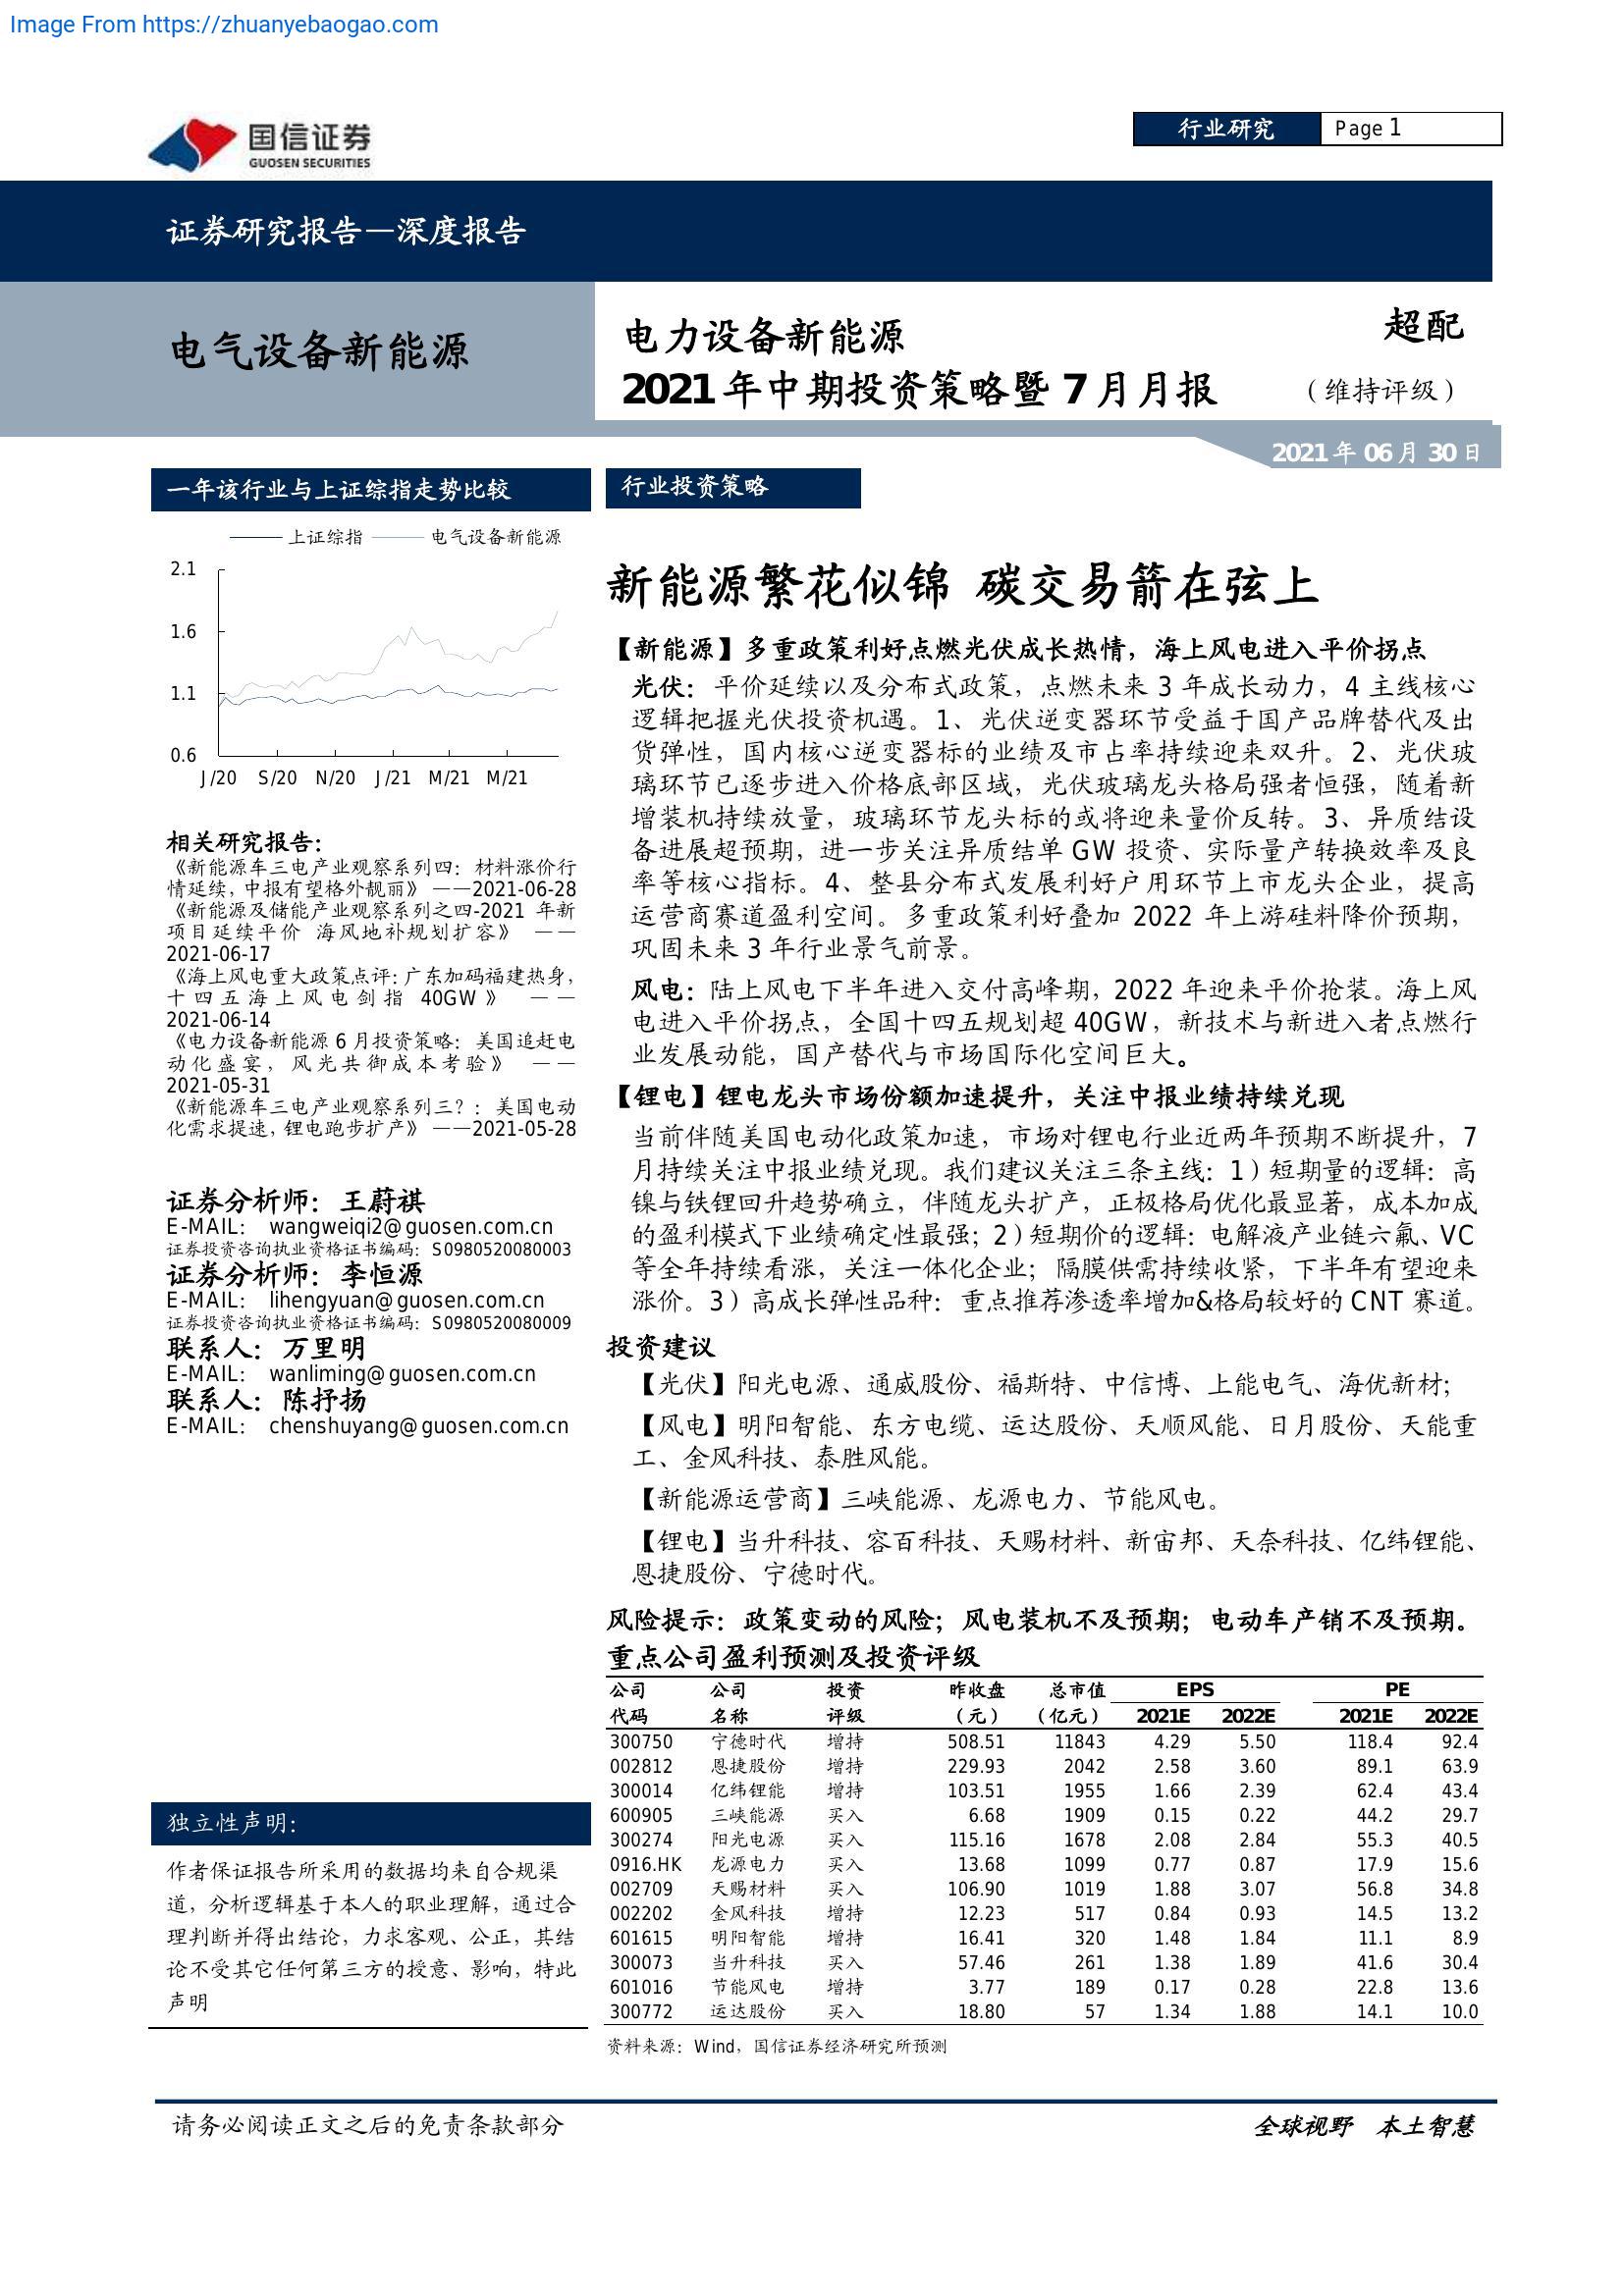 Image From https://zhuanyebaogao.com
国信证券
GUOSEN SECURITIES
行业研究 Page 1
证券研究报告—深度报告
电气设备新能源
电力设备新能源
2021 年中期投资策略暨 7 月月报
超配
（维持评级）
2021 年 06 月 30 日
一年该行业与上证综指走势比较
上证综指 电气设备新能源
2.1
1.6
1.1
0.6
J/20 S/20 N/20 J/21 M/21 M/21
相关研究报告：
《新能源车三电产业观察系列四：材料涨价行
情延续，中报有望格外靓丽》 ——2021-06-28
《新能源及储能产业观察系列之四-2021 年新
项目延续平价 海风地补规划扩容》 ——
2021-06-17
《海上风电重大政策点评：广东加码福建热身，
十四五海上风电剑指 40GW》 ——
2021-06-14
《电力设备新能源 6 月投资策略：美国追赶电
动化盛宴，风光共御成本考验》 ——
2021-05-31
《新能源车三电产业观察系列三？：美国电动
化需求提速，锂电跑步扩产》 ——2021-05-28
证券分析师：王蔚祺
E-MAIL： wangweiqi2@guosen.com.cn
证券投资咨询执业资格证书编码：S0980520080003
证券分析师：李恒源
E-MAIL： lihengyuan@guosen.com.cn
证券投资咨询执业资格证书编码：S0980520080009
联系人：万里明
E-MAIL： wanliming@guosen.com.cn
联系人：陈抒扬
E-MAIL： chenshuyang@guosen.com.cn
独立性声明：
作者保证报告所采用的数据均来自合规渠
道，分析逻辑基于本人的职业理解，通过合
理判断并得出结论，力求客观、公正，其结
论不受其它任何第三方的授意、影响，特此
声明
行业投资策略
新能源繁花似锦 碳交易箭在弦上
【新能源】多重政策利好点燃光伏成长热情，海上风电进入平价拐点
光伏：平价延续以及分布式政策，点燃未来 3 年成长动力，4 主线核心
逻辑把握光伏投资机遇。1、光伏逆变器环节受益于国产品牌替代及出
货弹性，国内核心逆变器标的业绩及市占率持续迎来双升。2、光伏玻
璃环节已逐步进入价格底部区域，光伏玻璃龙头格局强者恒强，随着新
增装机持续放量，玻璃环节龙头标的或将迎来量价反转。3、异质结设
备进展超预期，进一步关注异质结单 GW 投资、实际量产转换效率及良
率等核心指标。4、整县分布式发展利好户用环节上市龙头企业，提高
运营商赛道盈利空间。多重政策利好叠加 2022 年上游硅料降价预期，
巩固未来 3 年行业景气前景。
风电：陆上风电下半年进入交付高峰期，2022 年迎来平价抢装。海上风
电进入平价拐点，全国十四五规划超 40GW，新技术与新进入者点燃行
业发展动能，国产替代与市场国际化空间巨大。
【锂电】锂电龙头市场份额加速提升，关注中报业绩持续兑现
当前伴随美国电动化政策加速，市场对锂电行业近两年预期不断提升，7
月持续关注中报业绩兑现。我们建议关注三条主线：1）短期量的逻辑：高
镍与铁锂回升趋势确立，伴随龙头扩产，正极格局优化最显著，成本加成
的盈利模式下业绩确定性最强；2）短期价的逻辑：电解液产业链六氟、VC
等全年持续看涨，关注一体化企业；隔膜供需持续收紧，下半年有望迎来
涨价。3）高成长弹性品种：重点推荐渗透率增加&格局较好的 CNT 赛道。
投资建议
【光伏】阳光电源、通威股份、福斯特、中信博、上能电气、海优新材；
【风电】明阳智能、东方电缆、运达股份、天顺风能、日月股份、天能重
工、金风科技、泰胜风能。
【新能源运营商】三峡能源、龙源电力、节能风电。
【锂电】当升科技、容百科技、天赐材料、新宙邦、天奈科技、亿纬锂能、
恩捷股份、宁德时代。
风险提示：政策变动的风险；风电装机不及预期；电动车产销不及预期。
重点公司盈利预测及投资评级
公司 公司 投资 昨收盘 总市值 EPS PE
代码 名称 评级 （元） （亿元） 2021E 2022E 2021E 2022E
300750 宁德时代 增持 508.51 11843 4.29 5.50 118.4 92.4
002812 恩捷股份 增持 229.93 2042 2.58 3.60 89.1 63.9
300014 亿纬锂能 增持 103.51 1955 1.66 2.39 62.4 43.4
600905 三峡能源 买入 6.68 1909 0.15 0.22 44.2 29.7
300274 阳光电源 买入 115.16 1678 2.08 2.84 55.3 40.5
0916.HK 龙源电力 买入 13.68 1099 0.77 0.87 17.9 15.6
002709 天赐材料 买入 106.90 1019 1.88 3.07 56.8 34.8
002202 金风科技 增持 12.23 517 0.84 0.93 14.5 13.2
601615 明阳智能 增持 16.41 320 1.48 1.84 11.1 8.9
300073 当升科技 买入 57.46 261 1.38 1.89 41.6 30.4
601016 节能风电 增持 3.77 189 0.17 0.28 22.8 13.6
300772 运达股份 买入 18.80 57 1.34 1.88 14.1 10.0
资料来源：Wind，国信证券经济研究所预测
请务必阅读正文之后的免责条款部分
全球视野 本土智慧